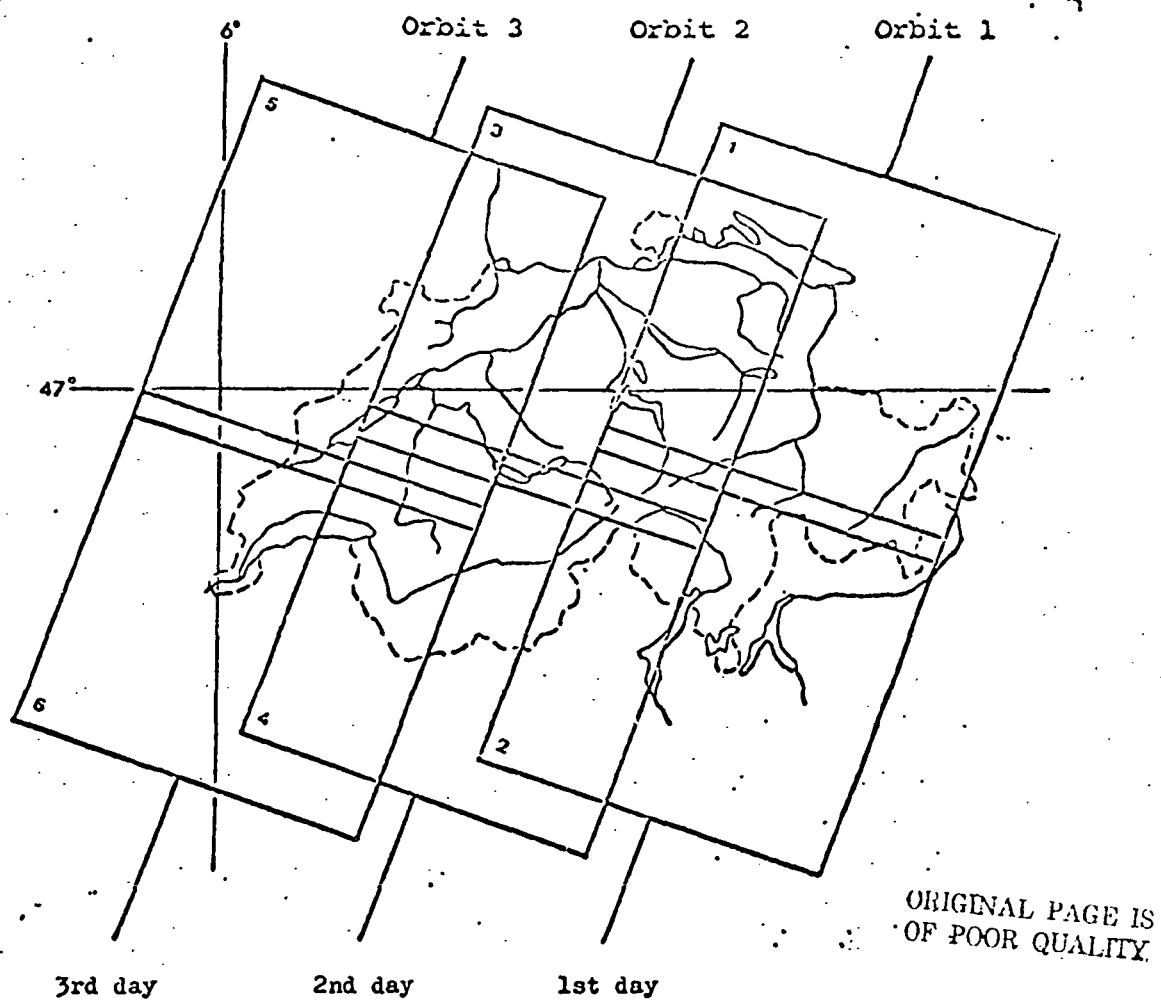 6°
Orbit 3
Orbit 2
Orbit 1
5
3
1
47°
6
4
2
ORIGINAL PAGE IS
OF POOR QUALITY
3rd day
2nd day
1st day